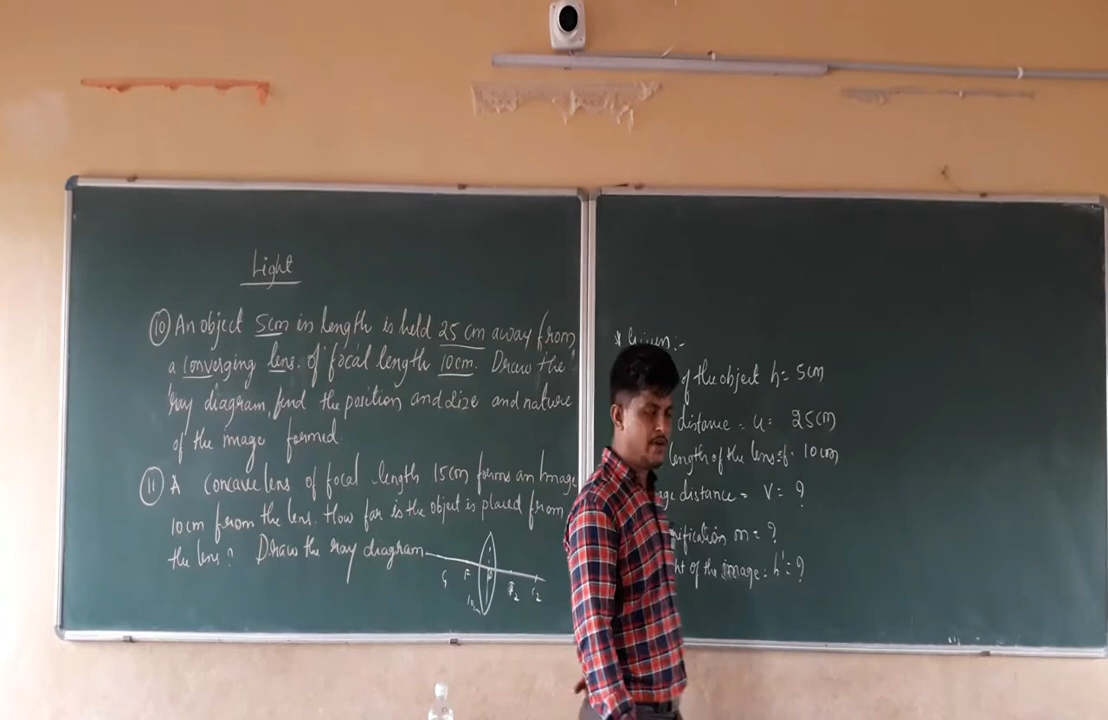 Light
⑩ An object 5cm in length is held 25 cm away from
a converging lens. of focal length 10cm. Draw the
ray diagram, find the position and size and nature
of the image formed.
⑪ A concave lens of focal length 15cm forms an Image
10cm from the lens. How far is the object is placed from
the lens? Draw the ray diagram
F
F2 C2
10cm
* Given:-
of the object h = 5cm
distance = u = 25cm
length of the lens = f = 10cm
distance = v = ?
m = ?
of the image = h' = ?